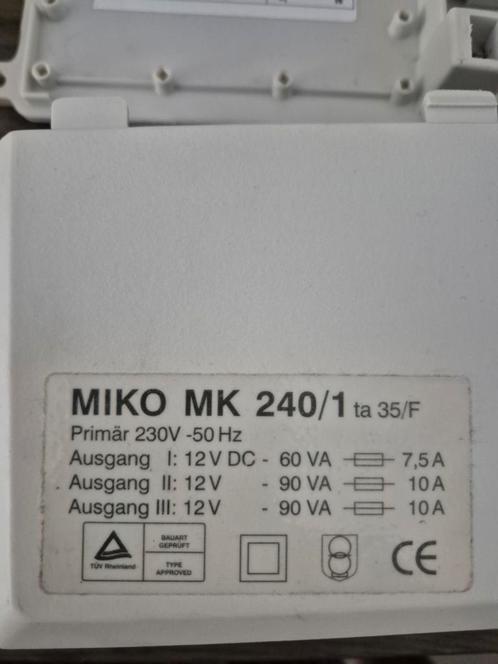 MIKO MK 240/1 ta 35/F
Primär 230V -50 Hz
Ausgang I: 12 V DC - 60 VA 7,5 A
Ausgang II: 12 V - 90 VA 10 A
Ausgang III: 12 V - 90 VA 10 A
TÜV Rheinland
BAUART
GEPRÜFT
TYPE
APPROVED
CE